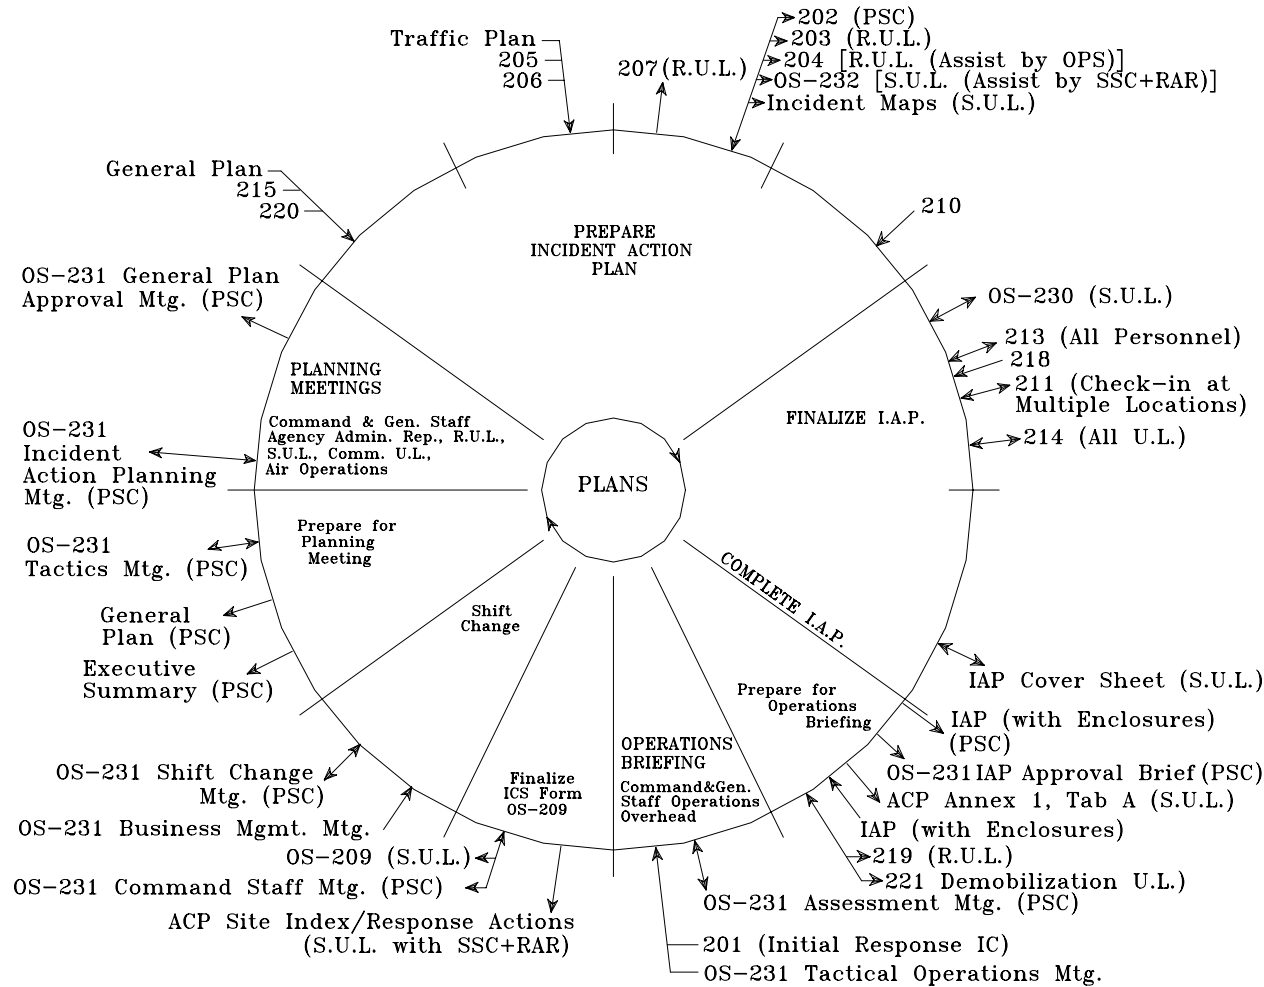 Traffic Plan
205
206
207(R.U.L.)
202 (PSC)
203 (R.U.L.)
204 [R.U.L. (Assist by OPS)]
OS-232 [S.U.L. (Assist by SSC+RAR)]
Incident Maps (S.U.L.)
General Plan
215
220
210
PREPARE
INCIDENT ACTION
PLAN
OS-231 General Plan
Approval Mtg. (PSC)
OS-230 (S.U.L.)
213 (All Personnel)
218
211 (Check-in at
Multiple Locations)
214 (All U.L.)
PLANNING
MEETINGS
Command & Gen. Staff
Agency Admin. Rep., R.U.L.,
S.U.L., Comm. U.L.,
Air Operations
FINALIZE I.A.P.
OS-231
Incident
Action Planning
Mtg. (PSC)
PLANS
Prepare for
Planning
Meeting
OS-231
Tactics Mtg. (PSC)
General
Plan (PSC)
Executive
Summary (PSC)
Shift
Change
COMPLETE I.A.P.
IAP Cover Sheet (S.U.L.)
Prepare for
Operations
Briefing
IAP (with Enclosures)
(PSC)
OPERATIONS
BRIEFING
Command&Gen.
Staff Operations
Overhead
Finalize
ICS Form
OS-209
OS-231 IAP Approval Brief (PSC)
ACP Annex 1, Tab A (S.U.L.)
IAP (with Enclosures)
219 (R.U.L.)
221 Demobilization U.L.)
OS-231 Assessment Mtg. (PSC)
OS-231 Shift Change
Mtg. (PSC)
OS-231 Business Mgmt. Mtg.
OS-209 (S.U.L.)
OS-231 Command Staff Mtg. (PSC)
ACP Site Index/Response Actions
(S.U.L. with SSC+RAR)
201 (Initial Response IC)
OS-231 Tactical Operations Mtg.